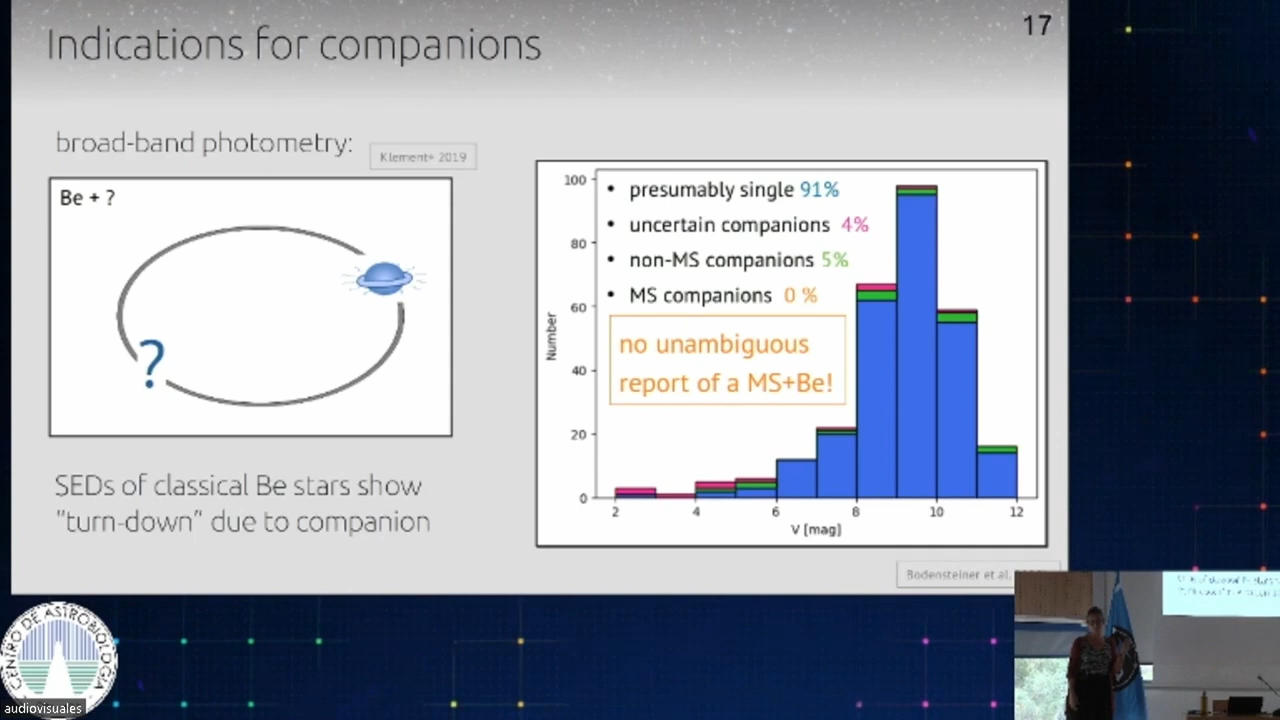 Indications for companions
17
broad-band photometry:
Klement+ 2019
Be + ?
?
SEDs of classical Be stars show
"turn-down" due to companion
100
80
60
40
20
0
Number
• presumably single 91%
• uncertain companions 4%
• non-MS companions 5%
• MS companions 0 %
no unambiguous
report of a MS+Be!
2
4
6
8
10
12
V [mag]
Bodensteiner et al.
CENTRO DE ASTROBIOLOGÍA
audiovisuales